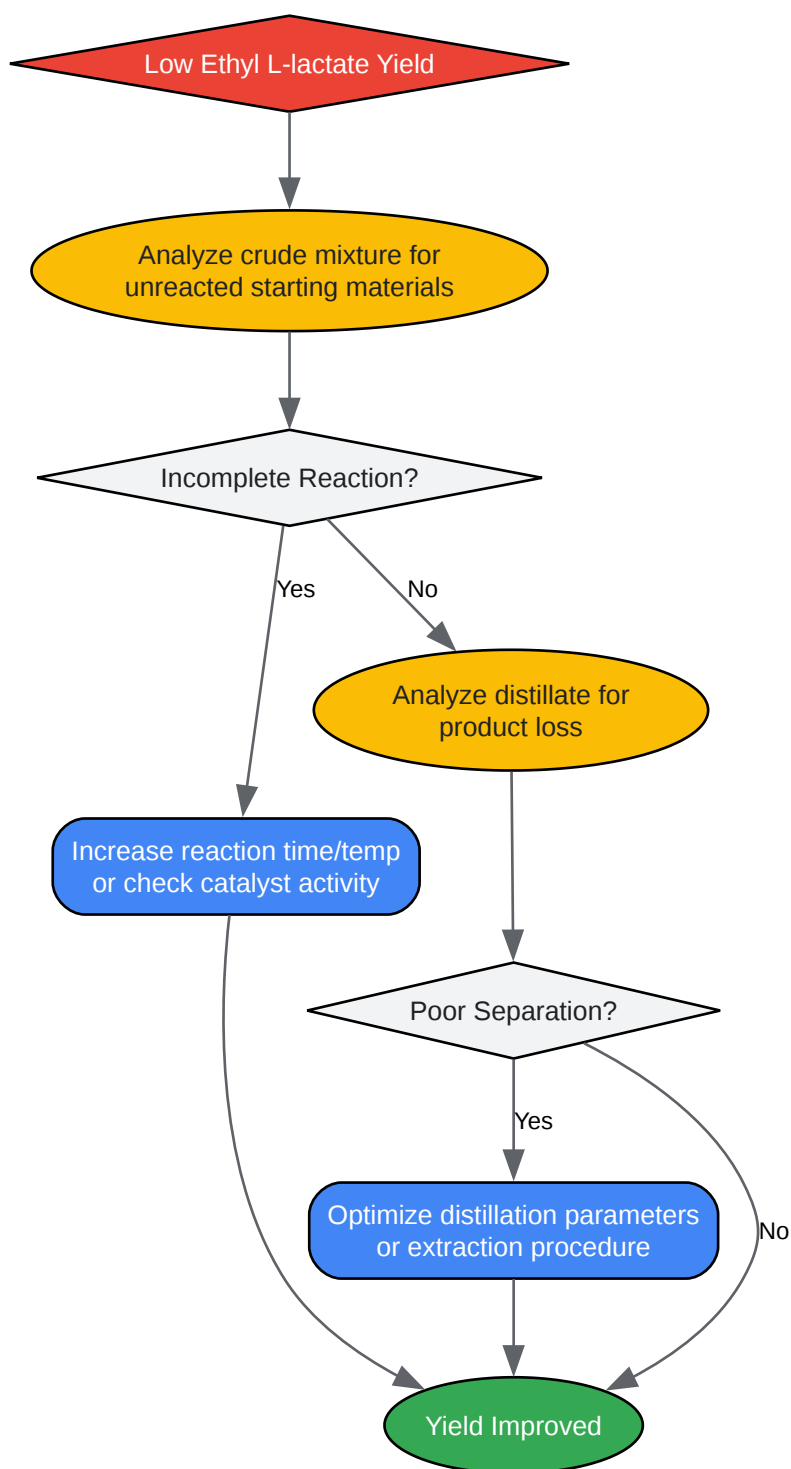 Low Ethyl L-lactate Yield
Analyze crude mixture for
unreacted starting materials
Incomplete Reaction?
Yes
No
Analyze distillate for
product loss
Increase reaction time/temp
or check catalyst activity
Poor Separation?
Yes
Optimize distillation parameters
or extraction procedure
No
Yield Improved